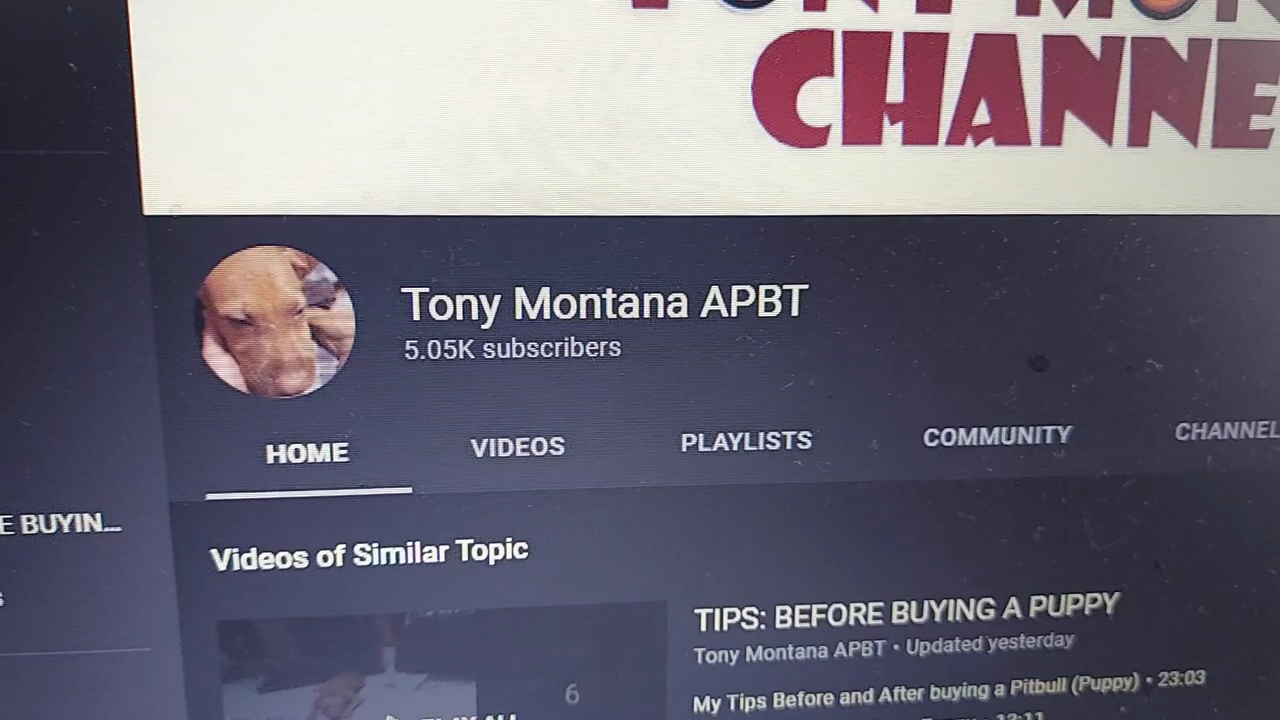 CHANNE
Tony Montana APBT
5.05K subscribers
HOME VIDEOS PLAYLISTS COMMUNITY CHANNEL
E BUYIN...
Videos of Similar Topic
TIPS: BEFORE BUYING A PUPPY
Tony Montana APBT • Updated yesterday
My Tips Before and After buying a Pitbull (Puppy) • 23:03
6